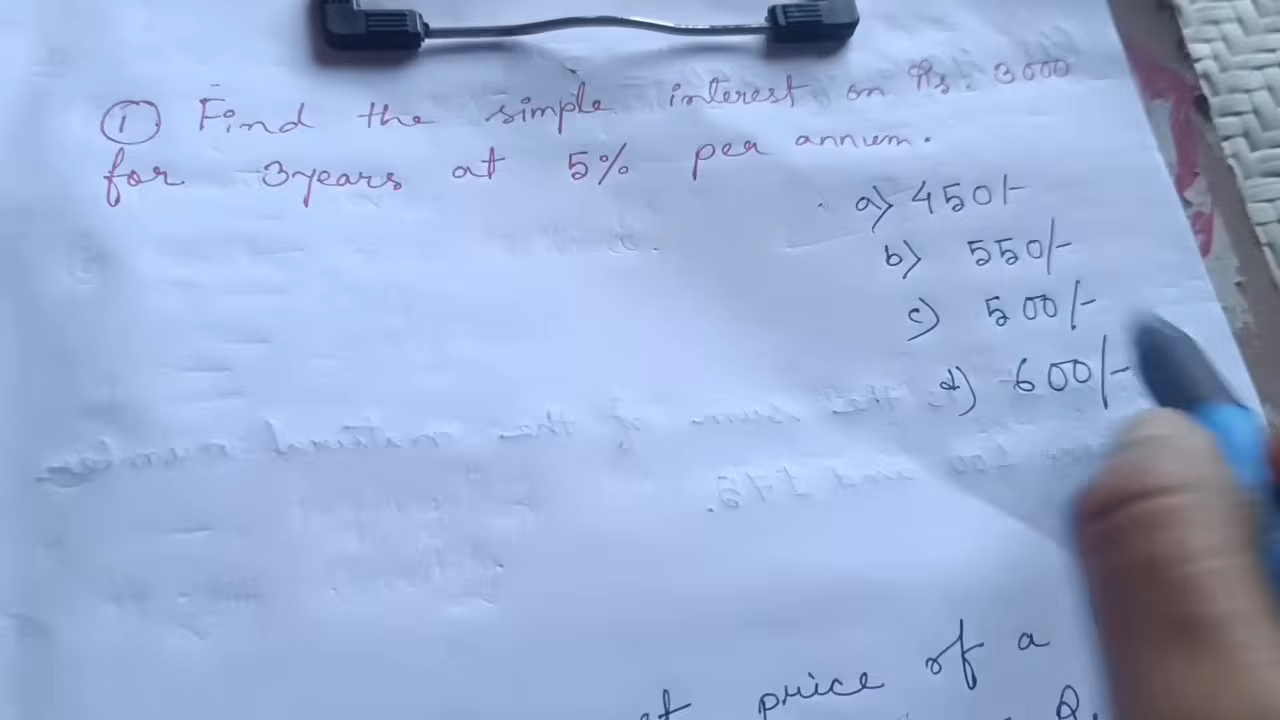 ① Find the simple interest on Rs. 3000
for 3years at 5% per annum.
a) 450/-
b) 550/-
c) 500/-
d) 600/-
price of a